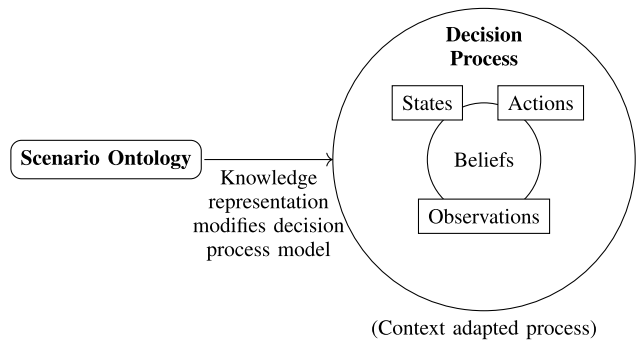 Decision
Process
States
Actions
Scenario Ontology
Beliefs
Knowledge
representation
modifies decision
process model
Observations
(Context adapted process)